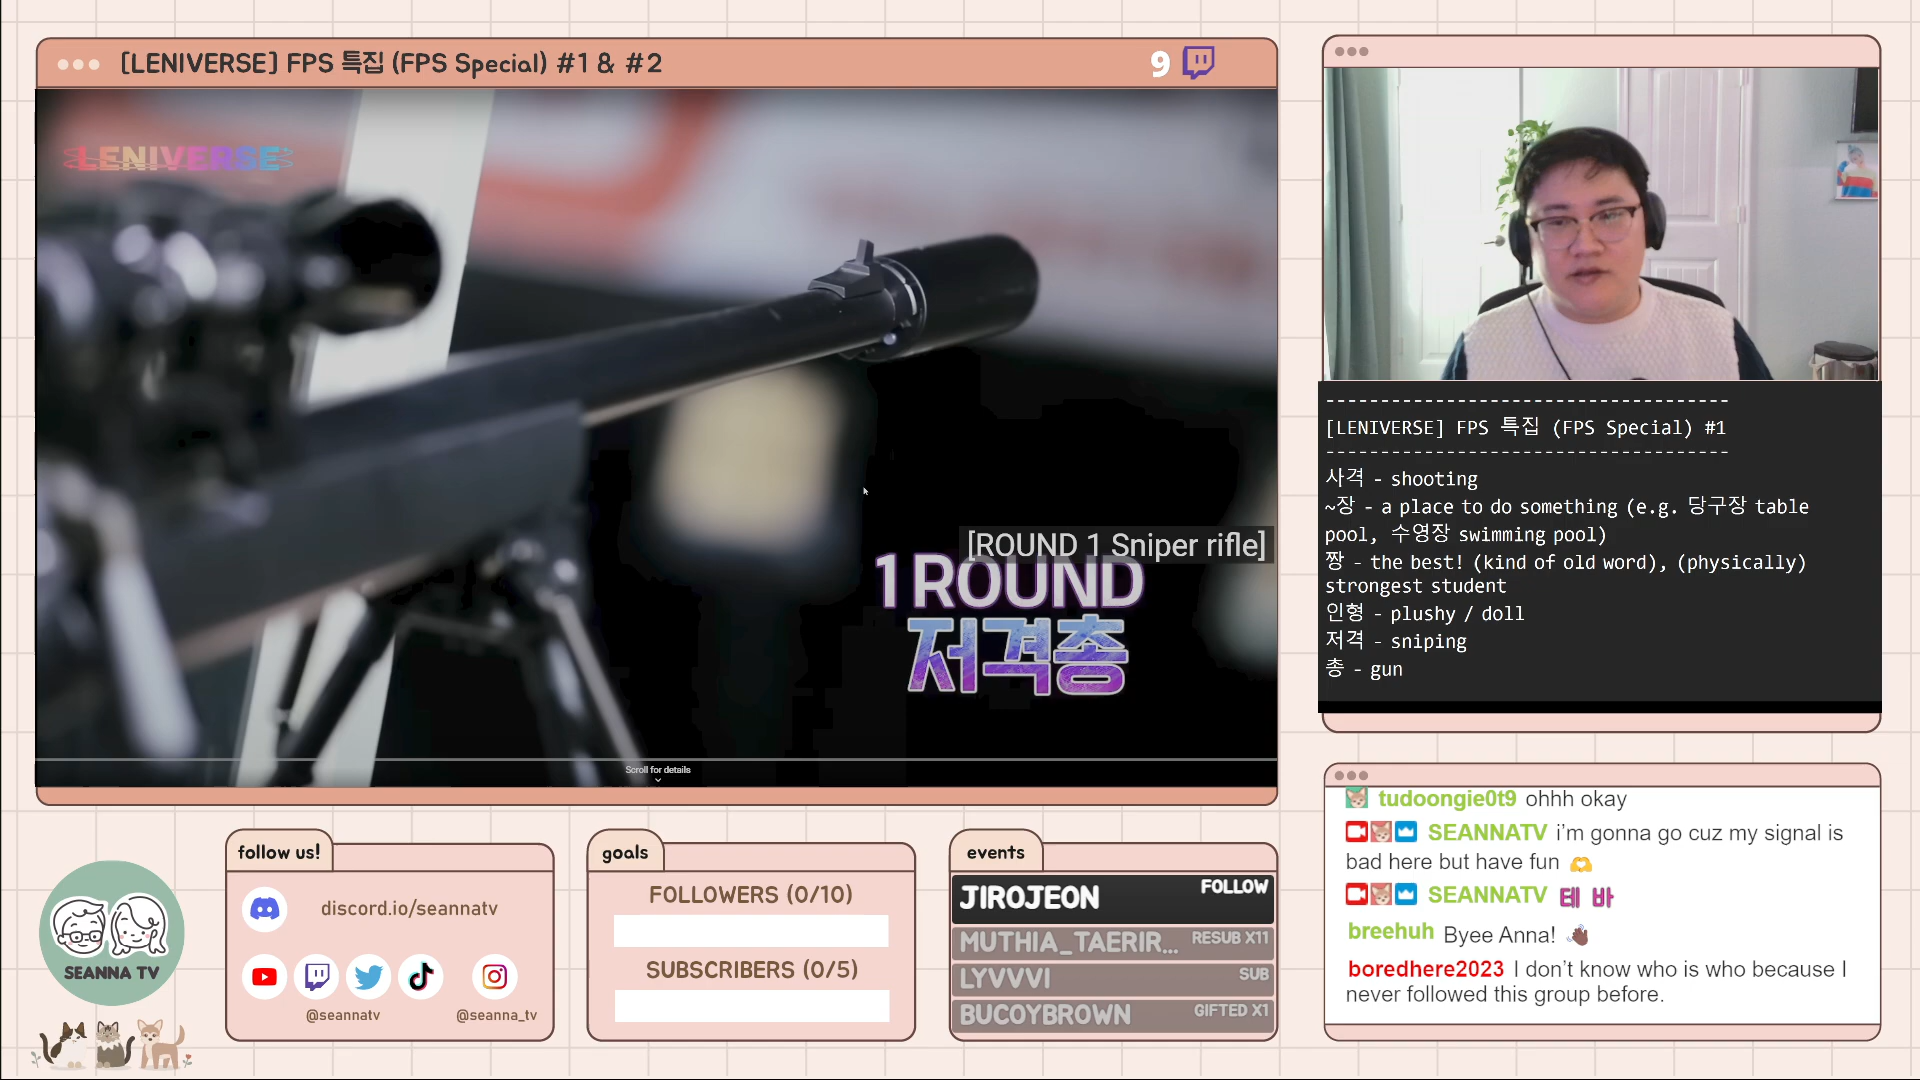 [LENIVERSE] FPS 특집 (FPS Special) #1 & #2
9
LENIVERSE
[ROUND 1 Sniper rifle]
1 ROUND
저격총
Scroll for details
------------------------------------
[LENIVERSE] FPS 특집 (FPS Special) #1
------------------------------------
사격 - shooting
~장 - a place to do something (e.g. 당구장 table
pool, 수영장 swimming pool)
짱 - the best! (kind of old word), (physically)
strongest student
인형 - plushy / doll
저격 - sniping
총 - gun
tudoongie0t9 ohhh okay
SEANNATV i'm gonna go cuz my signal is
bad here but have fun 🫶
SEANNATV 테 바
breehuh Byee Anna! 👋🏾
boredhere2023 I don't know who is who because I
never followed this group before.
SEANNA TV
follow us!
discord.io/seannatv
@seannatv
@seanna_tv
goals
FOLLOWERS (0/10)
SUBSCRIBERS (0/5)
events
JIROJEON FOLLOW
MUTHIA_TAERIR... RESUB X11
LYVVVI SUB
BUCOYBROWN GIFTED X1